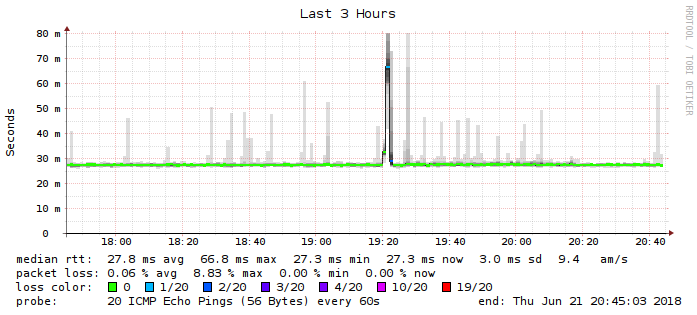 Last 3 Hours
RRDTOOL / TOBI OETIKER
Seconds
80 m
70 m
60 m
50 m
40 m
30 m
20 m
10 m
0
18:00 18:20 18:40 19:00 19:20 19:40 20:00 20:20 20:40
median rtt: 27.8 ms avg 66.8 ms max 27.3 ms min 27.3 ms now 3.0 ms sd 9.4 am/s
packet loss: 0.06 % avg 8.83 % max 0.00 % min 0.00 % now
loss color: 0 1/20 2/20 3/20 4/20 10/20 19/20
probe: 20 ICMP Echo Pings (56 Bytes) every 60s end: Thu Jun 21 20:45:03 2018